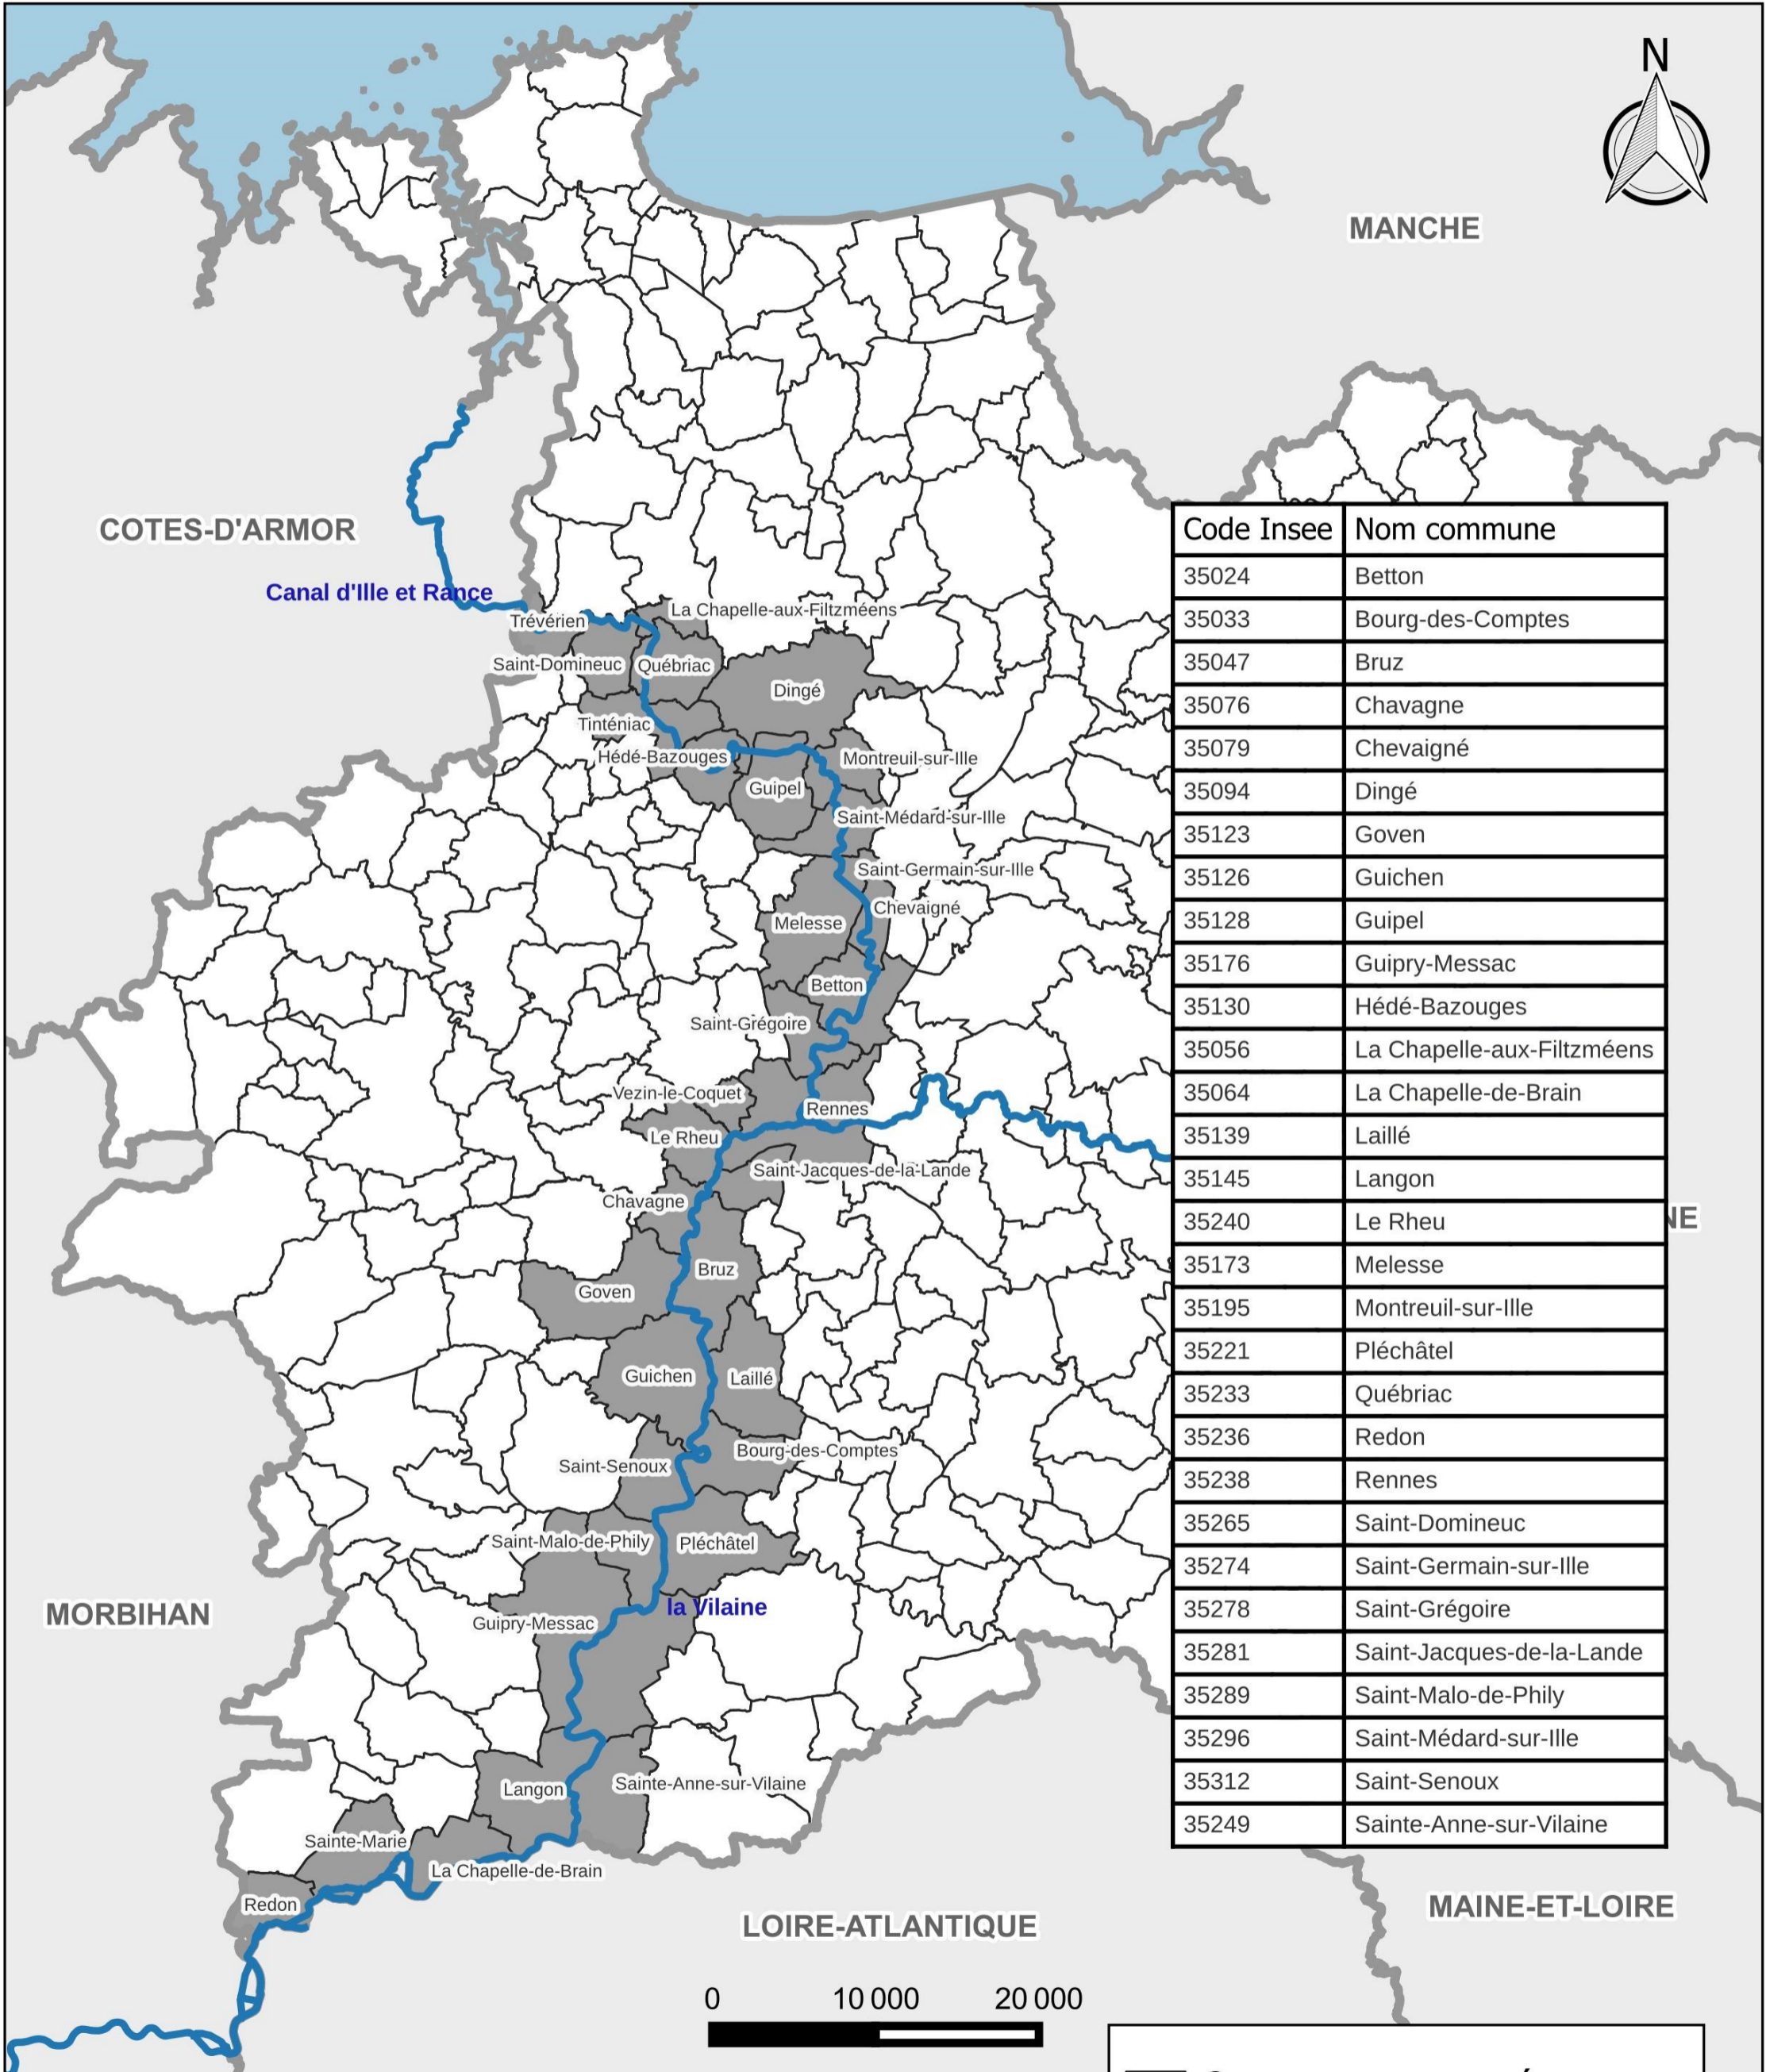 N
MANCHE
COTES-D'ARMOR
Canal d'Ille et Rance
La Chapelle-aux-Filtzméens
Trévérien
Saint-Domineuc
Québriac
Dingé
Tinténiac
Hédé-Bazouges
Montreuil-sur-Ille
Guipel
Saint-Médard-sur-Ille
Saint-Germain-sur-Ille
Chevaigné
Melesse
Betton
Saint-Grégoire
Vezin-le-Coquet
Rennes
Le Rheu
Saint-Jacques-de-la-Lande
Chavagne
Bruz
Goven
Guichen
Laillé
Bourg-des-Comptes
Saint-Senoux
Saint-Malo-de-Phily
Pléchâtel
la Vilaine
MORBIHAN
Guipry-Messac
Langon
Sainte-Anne-sur-Vilaine
Sainte-Marie
La Chapelle-de-Brain
Redon
LOIRE-ATLANTIQUE
MAINE-ET-LOIRE
0 10 000 20 000
Code Insee Nom commune
35024 Betton
35033 Bourg-des-Comptes
35047 Bruz
35076 Chavagne
35079 Chevaigné
35094 Dingé
35123 Goven
35126 Guichen
35128 Guipel
35176 Guipry-Messac
35130 Hédé-Bazouges
35056 La Chapelle-aux-Filtzméens
35064 La Chapelle-de-Brain
35139 Laillé
35145 Langon
35240 Le Rheu
35173 Melesse
35195 Montreuil-sur-Ille
35221 Pléchâtel
35233 Québriac
35236 Redon
35238 Rennes
35265 Saint-Domineuc
35274 Saint-Germain-sur-Ille
35278 Saint-Grégoire
35281 Saint-Jacques-de-la-Lande
35289 Saint-Malo-de-Phily
35296 Saint-Médard-sur-Ille
35312 Saint-Senoux
35249 Sainte-Anne-sur-Vilaine